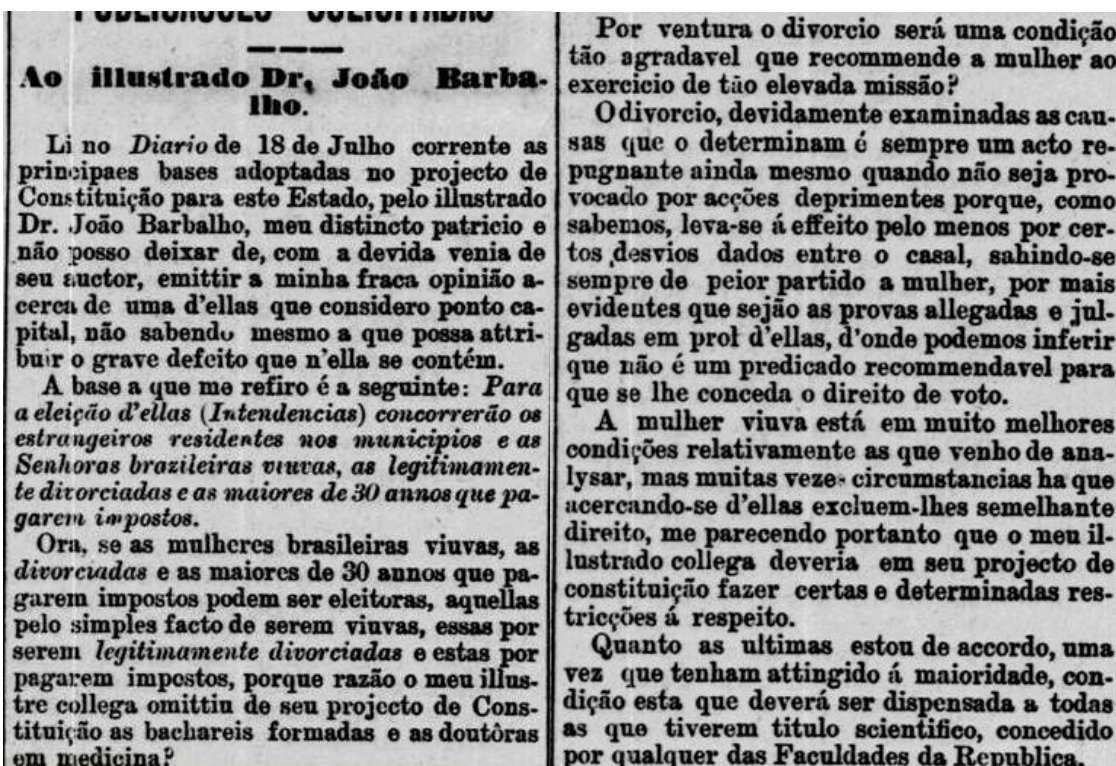 PUBLICAÇÕES SOLICITADAS
Ao illustrado Dr. João Barba-
lho.
Li no Diario de 18 de Julho corrente as
principaes bases adoptadas no projecto de
Constituição para este Estado, pelo illustrado
Dr. João Barbalho, meu distincto patricio e
não posso deixar de, com a devida venia de
seu auctor, emittir a minha fraca opinião a-
cerca de uma d'ellas que considero ponto ca-
pital, não sabendo mesmo a que possa attri-
buir o grave defeito que n'ella se contém.
A base a que me refiro é a seguinte: Para
a eleição d'ellas (Intendencias) concorrerão os
estrangeiros residentes nos municipios e as
Senhoras brazileiras viuvas, as legitimamen-
te divorciadas e as maiores de 30 annos que pa-
garem impostos.
Ora, se as mulheres brasileiras viuvas, as
divorciadas e as maiores de 30 annos que pa-
garem impostos podem ser eleitoras, aquellas
pelo simples facto de serem viuvas, essas por
serem legitimamente divorciadas e estas por
pagarem impostos, porque razão o meu illus-
tre collega omittiu de seu projecto de Cons-
tituição as bachareis formadas e as doutôras
em medicina?
Por ventura o divorcio será uma condição
tão agradavel que recommende a mulher ao
exercicio de tão elevada missão?
O divorcio, devidamente examinadas as cau-
sas que o determinam é sempre um acto re-
pugnante ainda mesmo quando não seja pro-
vocado por acções deprimentes porque, como
sabemos, leva-se á effeito pelo menos por cer-
tos desvios dados entre o casal, sahindo-se
sempre de peior partido a mulher, por mais
evidentes que sejão as provas allegadas e jul-
gadas em prol d'ellas, d'onde podemos inferir
que não é um predicado recommendavel para
que se lhe conceda o direito de voto.
A mulher viuva está em muito melhores
condições relativamente as que venho de ana-
lysar, mas muitas vezes circumstancias ha que
acercando-se d'ellas excluem-lhes semelhante
direito, me parecendo portanto que o meu il-
lustrado collega deveria em seu projecto de
constituição fazer certas e determinadas res-
tricções á respeito.
Quanto as ultimas estou de accordo, uma
vez que tenham attingido á maioridade, con-
dição esta que deverá ser dispensada a todas
as que tiverem titulo scientifico, concedido
por qualquer das Faculdades da Republica.